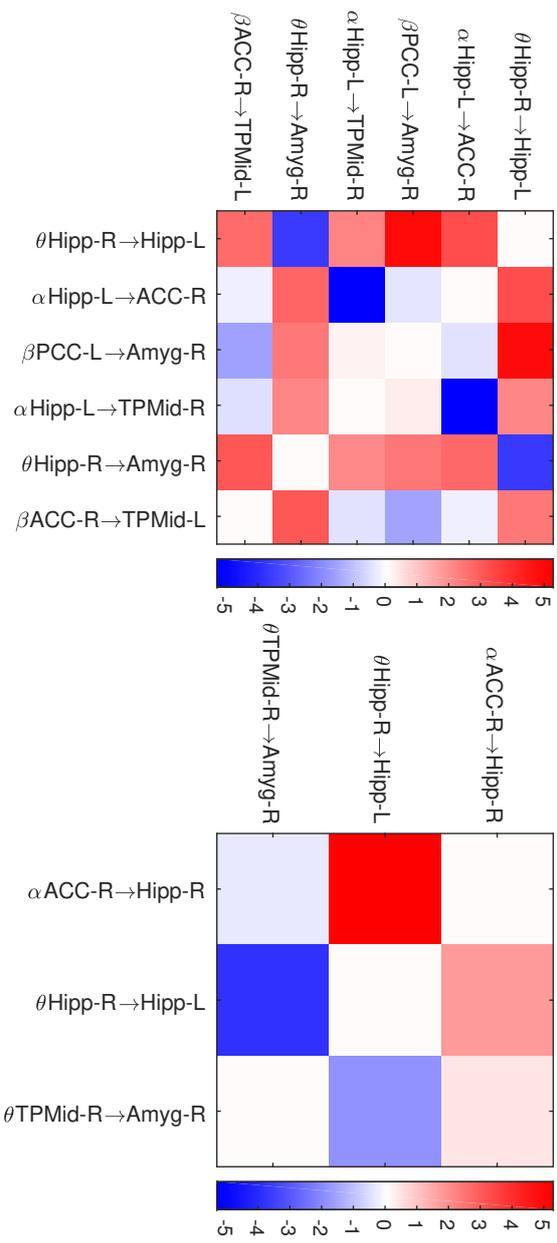 βACC-R→TPMid-L
θHipp-R→Amyg-R
αHipp-L→TPMid-R
βPCC-L→Amyg-R
αHipp-L→ACC-R
θHipp-R→Hipp-L
θHipp-R→Hipp-L
αHipp-L→ACC-R
βPCC-L→Amyg-R
αHipp-L→TPMid-R
θHipp-R→Amyg-R
βACC-R→TPMid-L
-5 -4 -3 -2 -1 0 1 2 3 4 5
θTPMid-R→Amyg-R
θHipp-R→Hipp-L
αACC-R→Hipp-R
αACC-R→Hipp-R
θHipp-R→Hipp-L
θTPMid-R→Amyg-R
-5 -4 -3 -2 -1 0 1 2 3 4 5